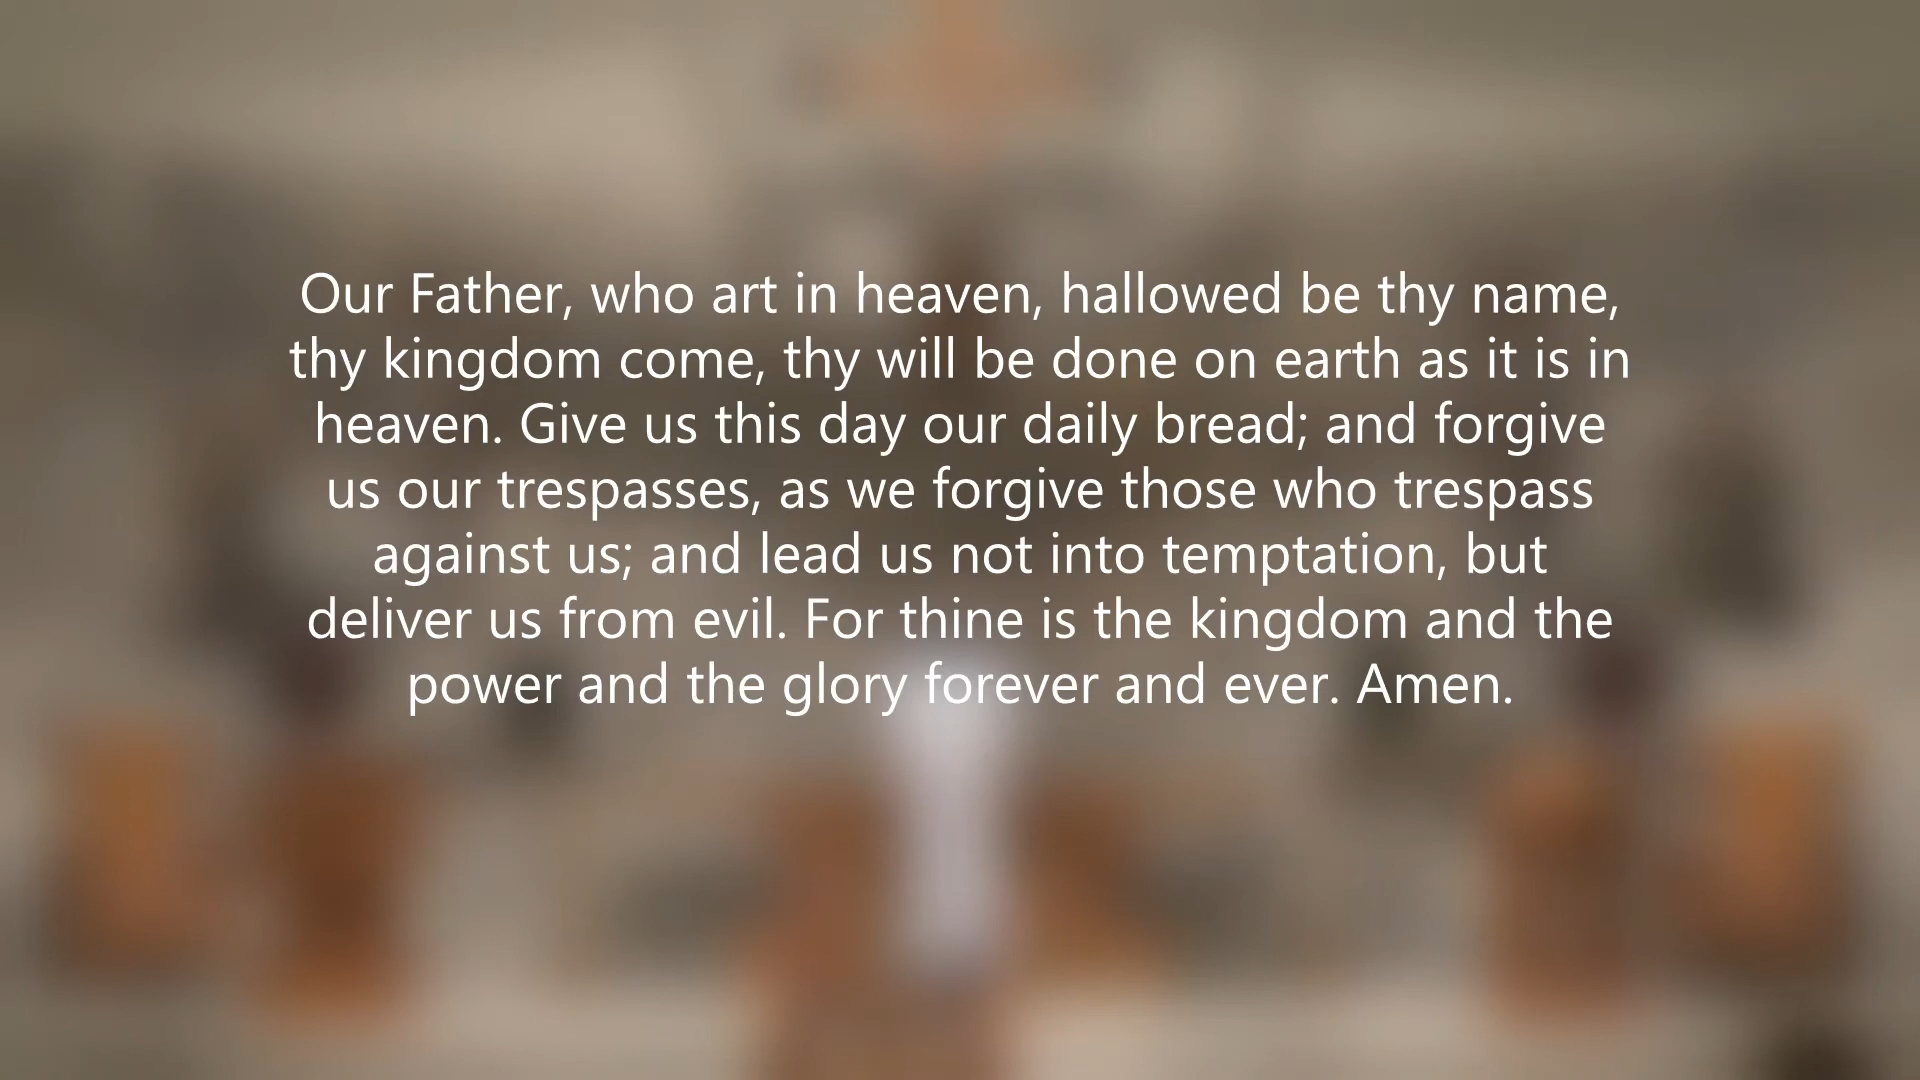 Our Father, who art in heaven, hallowed be thy name,
thy kingdom come, thy will be done on earth as it is in
heaven. Give us this day our daily bread; and forgive
us our trespasses, as we forgive those who trespass
against us; and lead us not into temptation, but
deliver us from evil. For thine is the kingdom and the
power and the glory forever and ever. Amen.